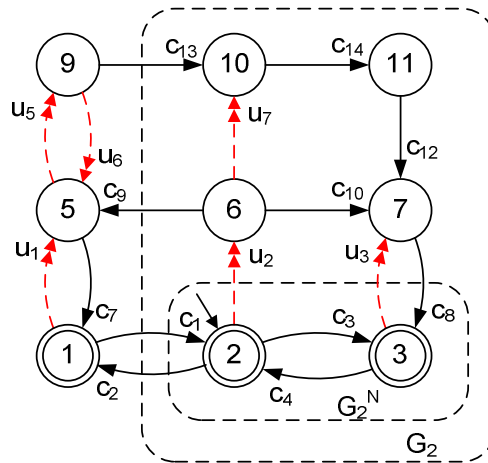 c₁₃ c₁₄
9 10 11
u₅ u₆ u₇ c₁₂
c₉ c₁₀
5 6 7
u₁ u₂ u₃
c₇ c₁ c₃ c₈
1 2 3
c₂ c₄
G₂ᴺ
G₂